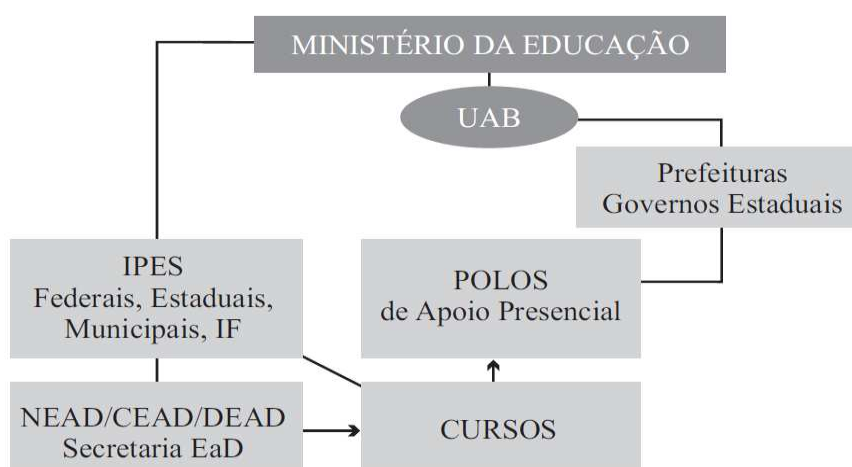 MINISTÉRIO DA EDUCAÇÃO
UAB
Prefeituras
Governos Estaduais
IPES
Federais, Estaduais,
Municipais, IF
POLOS
de Apoio Presencial
NEAD/CEAD/DEAD
Secretaria EaD
CURSOS